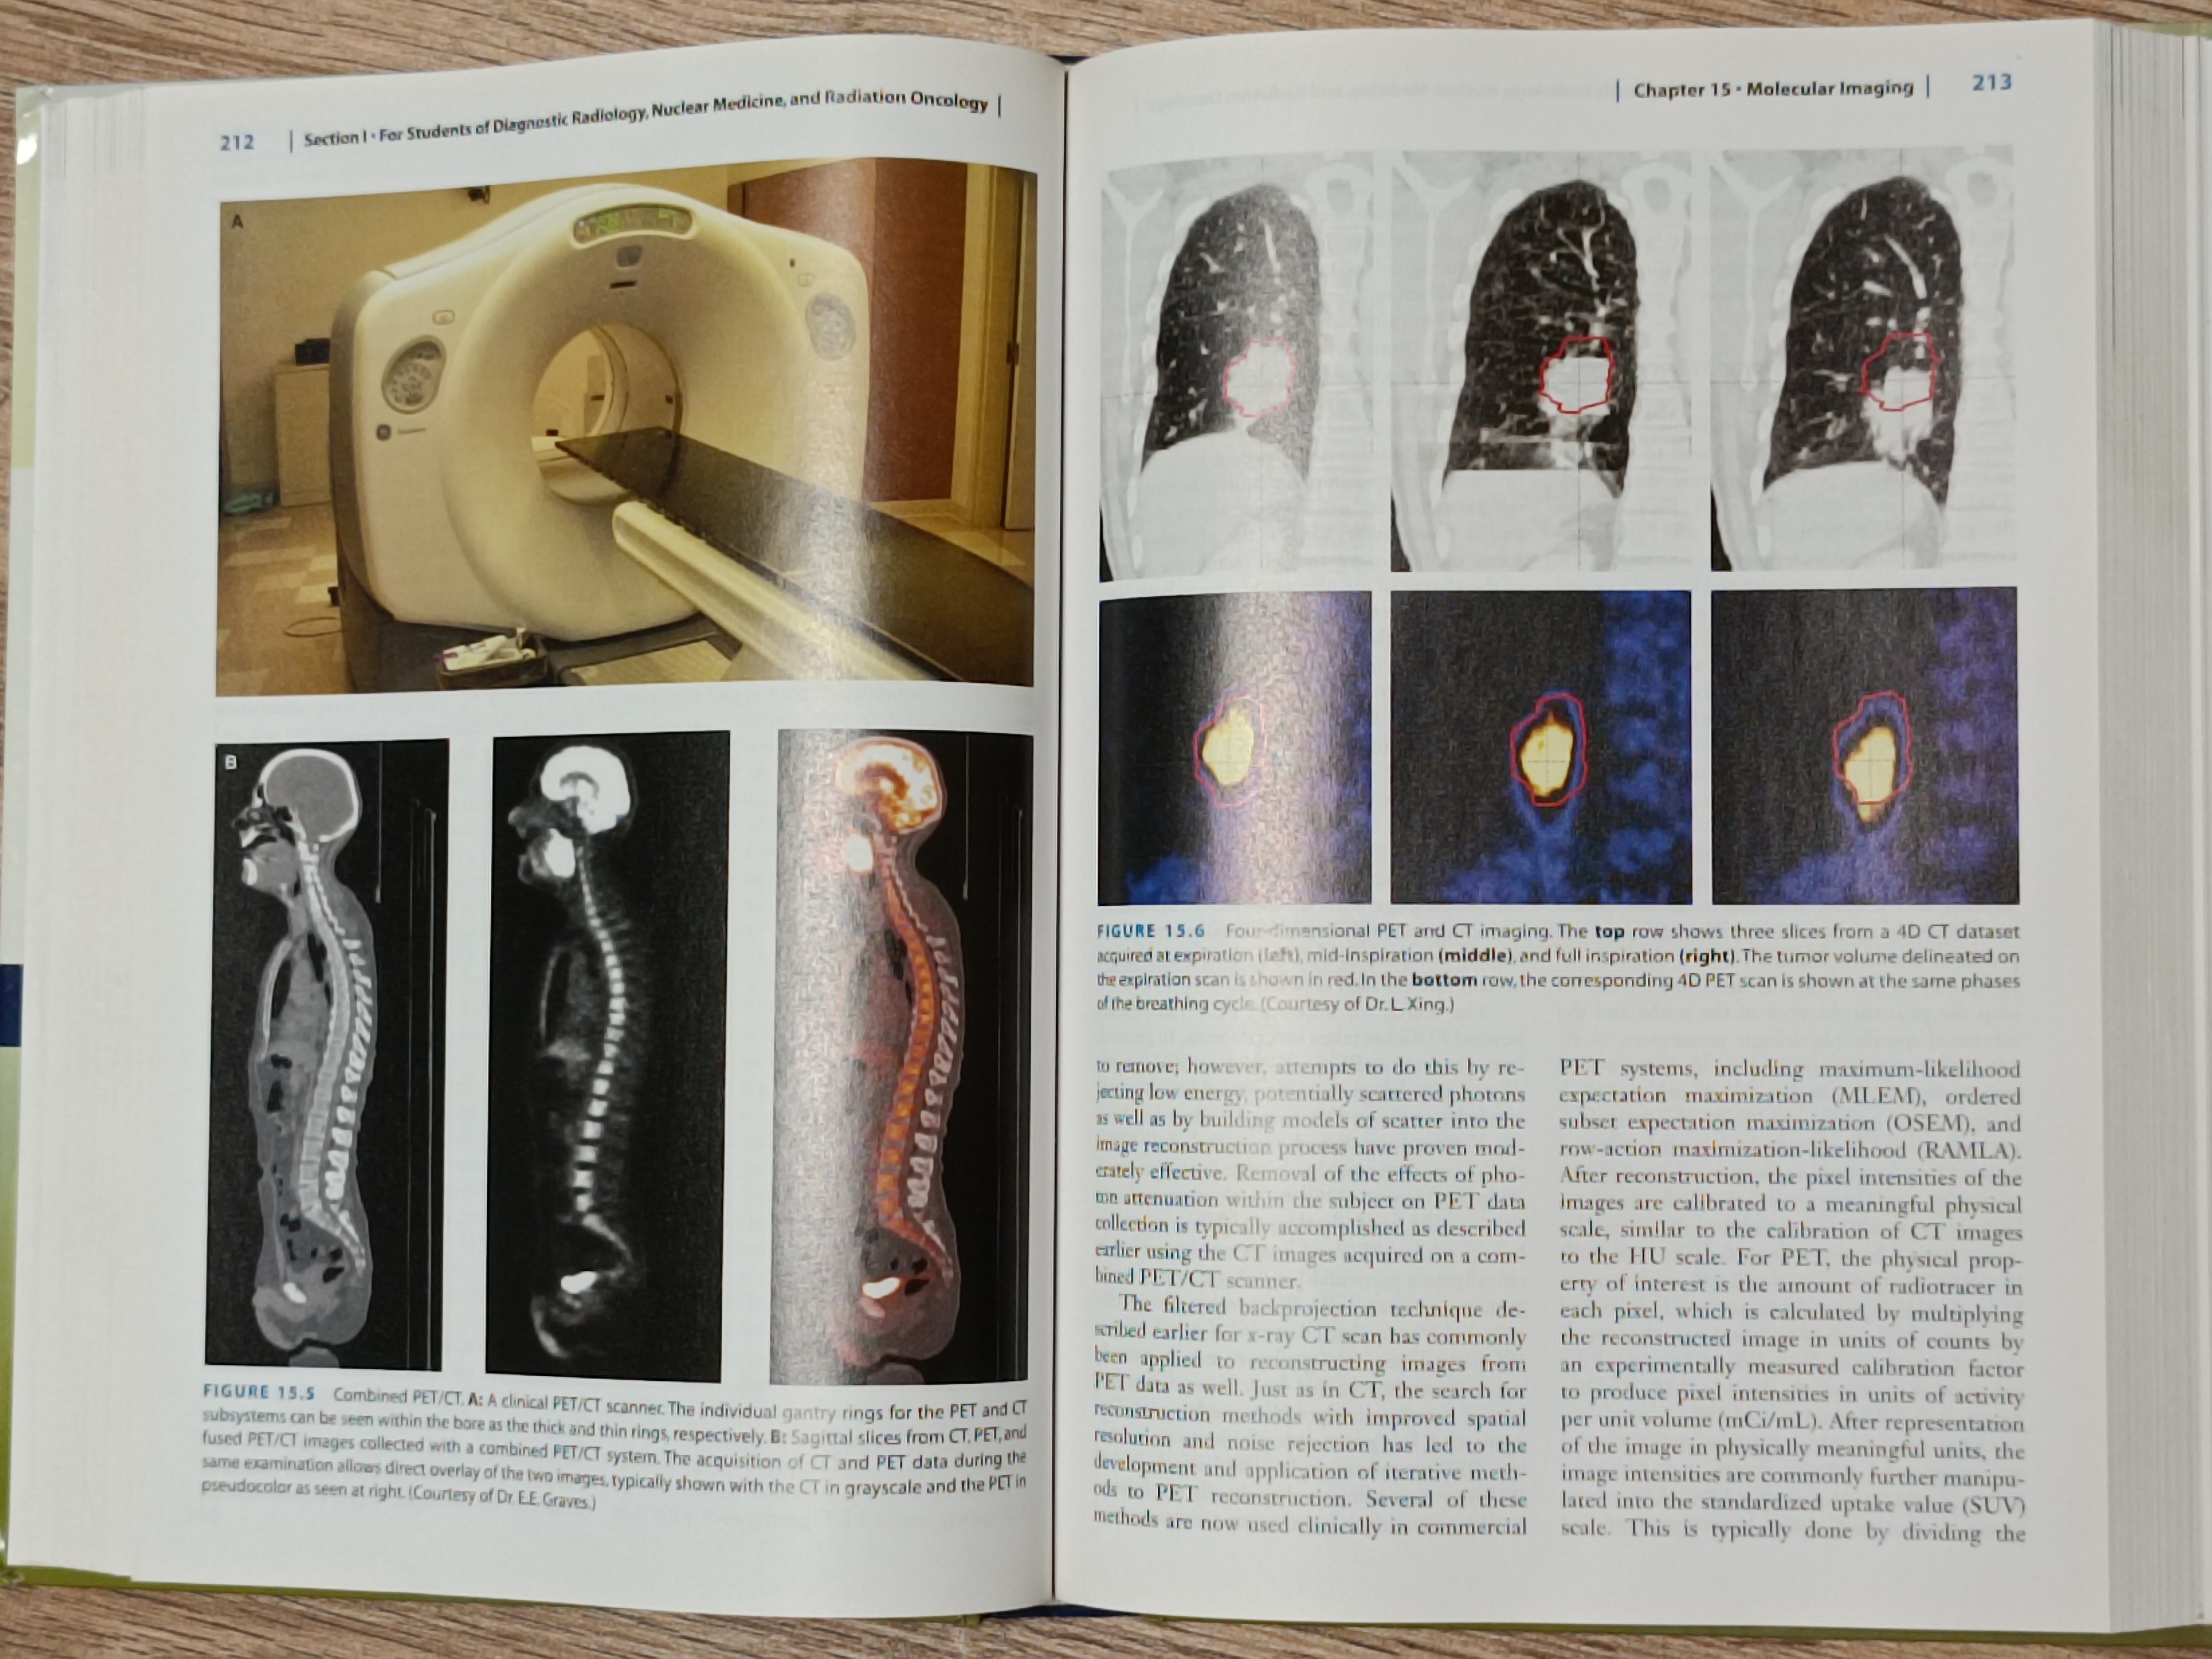 212 | Section I • For Students of Diagnostic Radiology, Nuclear Medicine, and Radiation Oncology |
A
B
FIGURE 15.5 Combined PET/CT. A: A clinical PET/CT scanner. The individual gantry rings for the PET and CT
subsystems can be seen within the bore as the thick and thin rings, respectively. B: Sagittal slices from CT, PET, and
fused PET/CT images collected with a combined PET/CT system. The acquisition of CT and PET data during the
same examination allows direct overlay of the two images, typically shown with the CT in grayscale and the PET in
pseudocolor as seen at right. (Courtesy of Dr. E.E. Graves.)
| Chapter 15 • Molecular Imaging | 213
FIGURE 15.6 Four-dimensional PET and CT imaging. The top row shows three slices from a 4D CT dataset
acquired at expiration (left), mid-inspiration (middle), and full inspiration (right). The tumor volume delineated on
the expiration scan is shown in red. In the bottom row, the corresponding 4D PET scan is shown at the same phases
of the breathing cycle. (Courtesy of Dr. L. Xing.)
to remove; however, attempts to do this by re-
jecting low energy, potentially scattered photons
as well as by building models of scatter into the
image reconstruction process have proven mod-
erately effective. Removal of the effects of pho-
ton attenuation within the subject on PET data
collection is typically accomplished as described
earlier using the CT images acquired on a com-
bined PET/CT scanner.
The filtered backprojection technique de-
scribed earlier for x-ray CT scan has commonly
been applied to reconstructing images from
PET data as well. Just as in CT, the search for
reconstruction methods with improved spatial
resolution and noise rejection has led to the
development and application of iterative meth-
ods to PET reconstruction. Several of these
methods are now used clinically in commercial
PET systems, including maximum-likelihood
expectation maximization (MLEM), ordered
subset expectation maximization (OSEM), and
row-action maximization-likelihood (RAMLA).
After reconstruction, the pixel intensities of the
images are calibrated to a meaningful physical
scale, similar to the calibration of CT images
to the HU scale. For PET, the physical prop-
erty of interest is the amount of radiotracer in
each pixel, which is calculated by multiplying
the reconstructed image in units of counts by
an experimentally measured calibration factor
to produce pixel intensities in units of activity
per unit volume (mCi/mL). After representation
of the image in physically meaningful units, the
image intensities are commonly further manipu-
lated into the standardized uptake value (SUV)
scale. This is typically done by dividing the